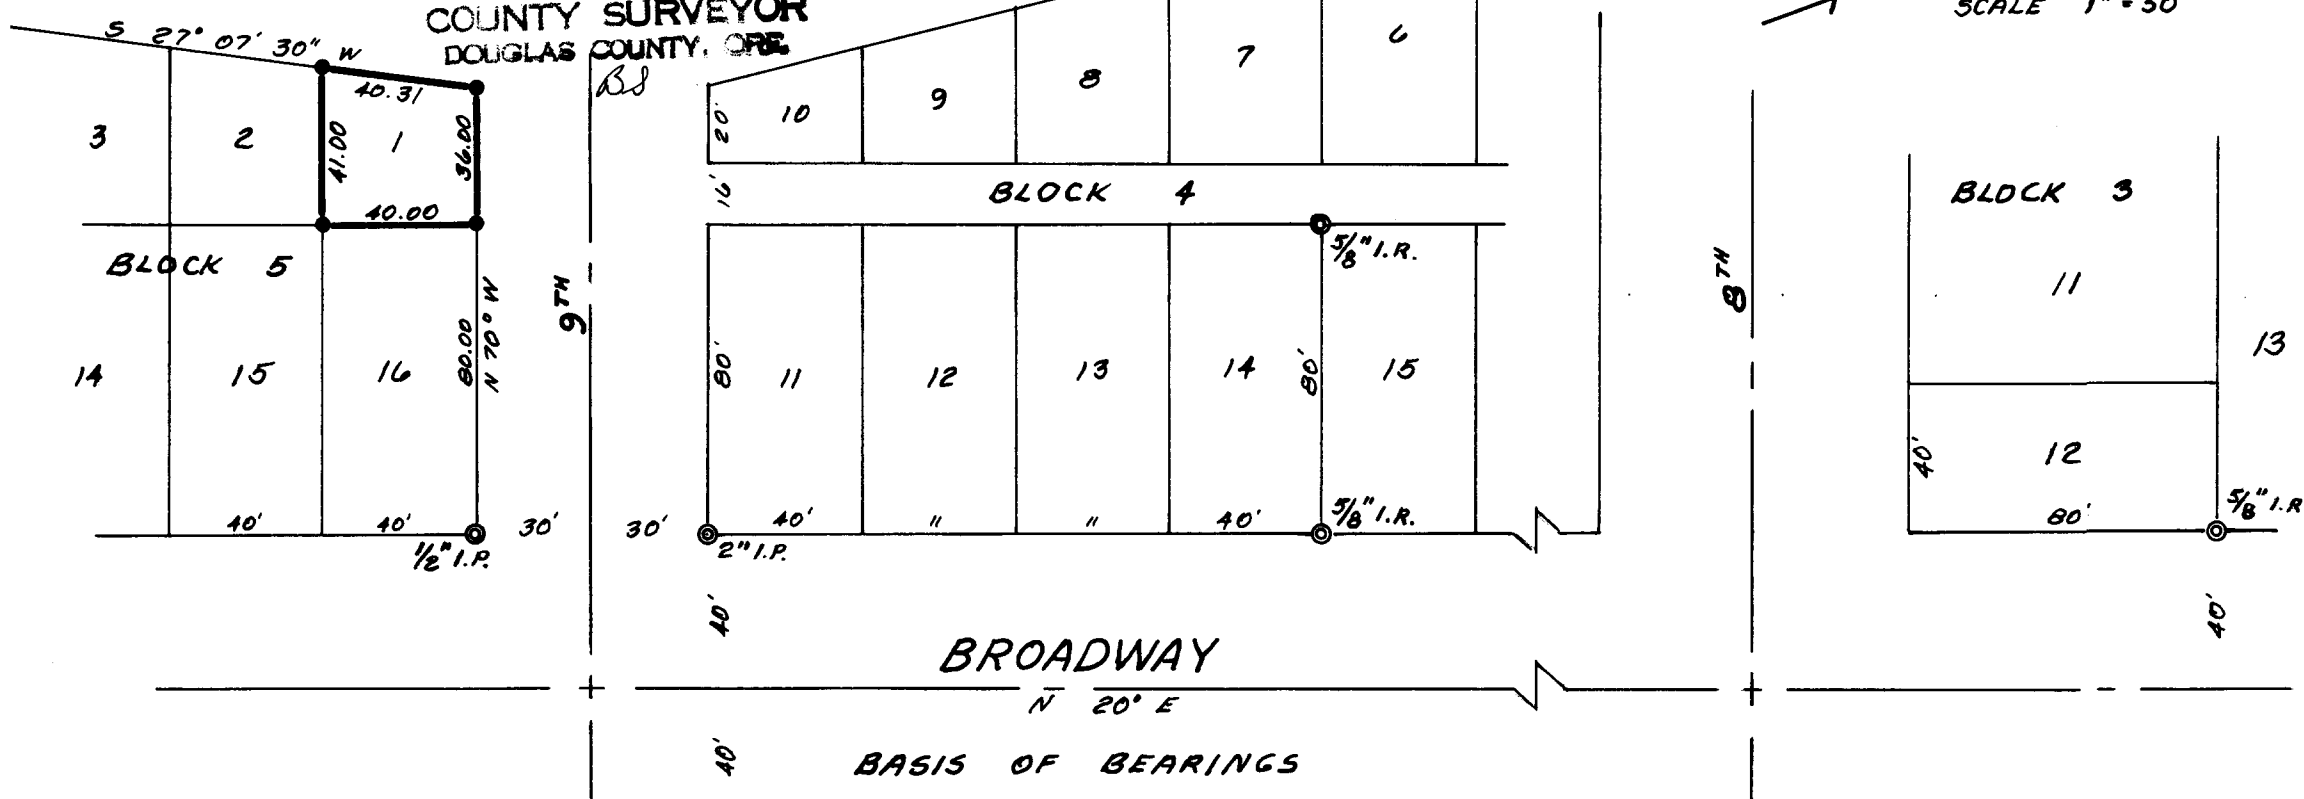 COUNTY SURVEYOR
DOUGLAS COUNTY, ORE.
BS
SCALE 1" = 50'
S 27° 07' 30" W
40.31
41.00
36.00
40.00
3
2
1
BLOCK 5
14
15
16
80.00
N 70° W
40'
40'
1/2" I.P.
9TH
30'
30'
20'
16'
10
9
8
7
6
BLOCK 4
5/8" I.R.
80'
11
12
13
14
80'
15
40'
"
"
40'
5/8" I.R.
2" I.P.
8TH
BLOCK 3
11
13
40'
12
80'
5/8" I.R
40'
40'
BROADWAY
N 20° E
40'
BASIS OF BEARINGS